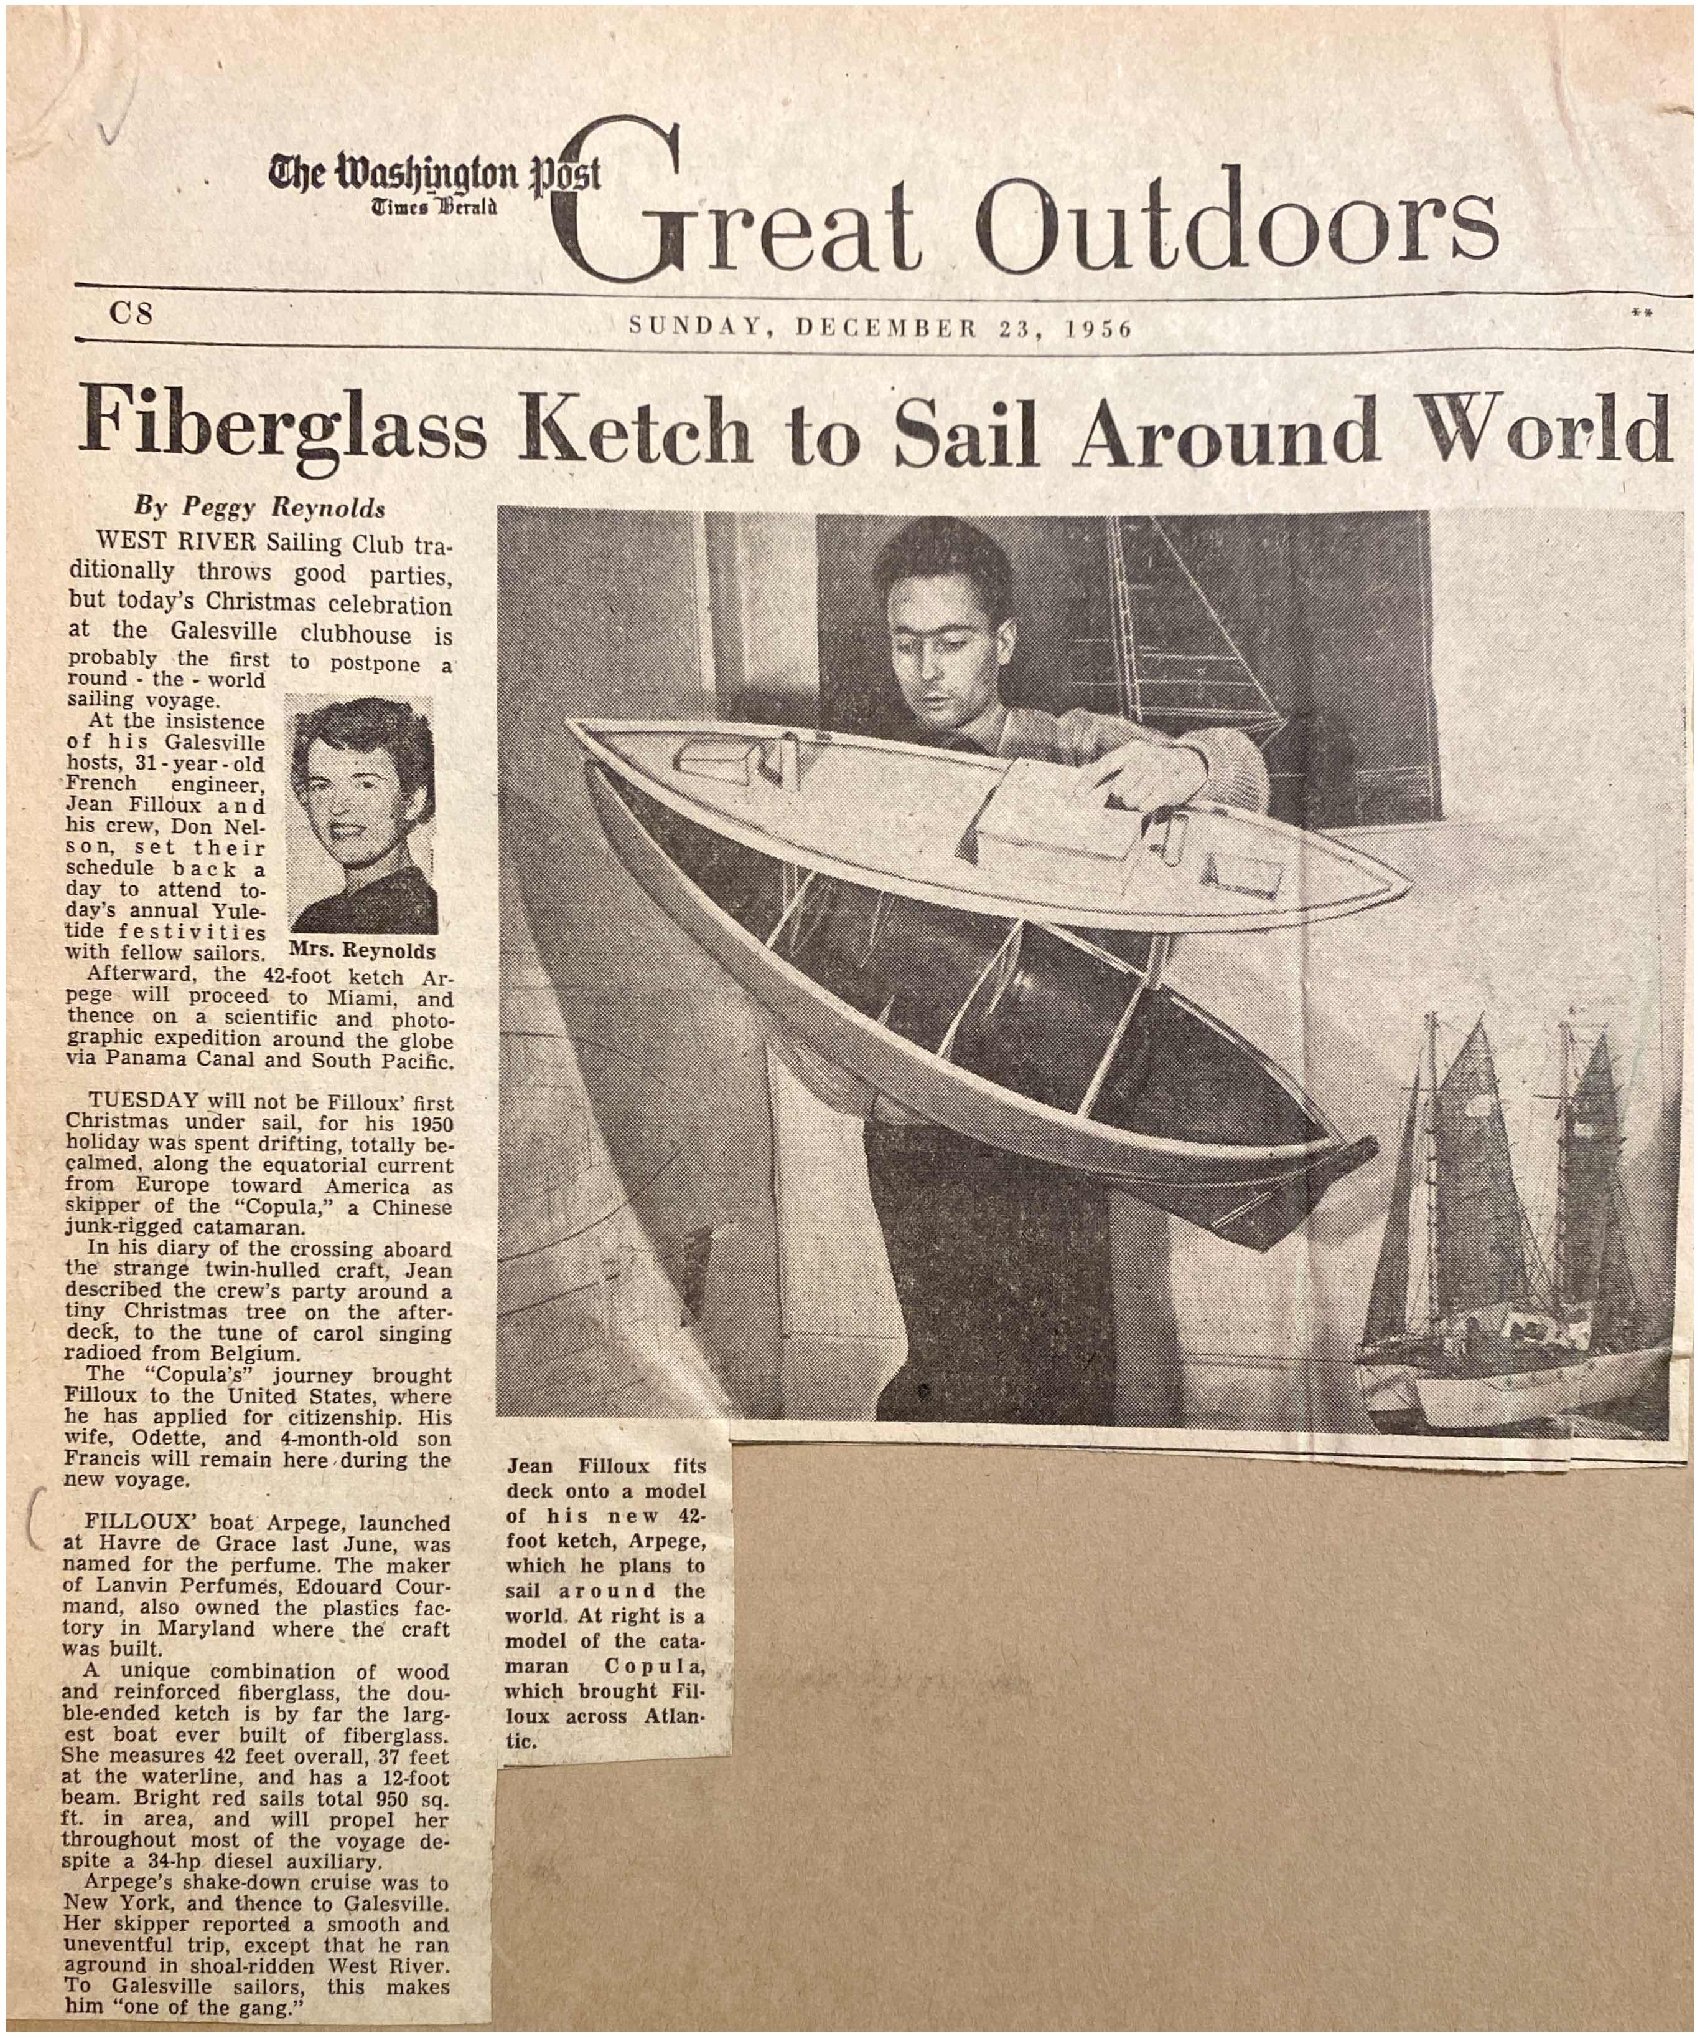 The Washington Post
Times Herald
Great Outdoors
C8
SUNDAY, DECEMBER 23, 1956
**
Fiberglass Ketch to Sail Around World
By Peggy Reynolds
WEST RIVER Sailing Club tra-
ditionally throws good parties,
but today's Christmas celebration
at the Galesville clubhouse is
probably the first to postpone a
round - the - world
sailing voyage.
At the insistence
of his Galesville
hosts, 31-year-old
French engineer,
Jean Filloux and
his crew, Don Nel-
son, set their
schedule back a
day to attend to-
day's annual Yule-
tide festivities
with fellow sailors.
Mrs. Reynolds
Afterward, the 42-foot ketch Ar-
pege will proceed to Miami, and
thence on a scientific and photo-
graphic expedition around the globe
via Panama Canal and South Pacific.
TUESDAY will not be Filloux' first
Christmas under sail, for his 1950
holiday was spent drifting, totally be-
calmed, along the equatorial current
from Europe toward America as
skipper of the "Copula," a Chinese
junk-rigged catamaran.
In his diary of the crossing aboard
the strange twin-hulled craft, Jean
described the crew's party around a
tiny Christmas tree on the after-
deck, to the tune of carol singing
radioed from Belgium.
The "Copula's" journey brought
Filloux to the United States, where
he has applied for citizenship. His
wife, Odette, and 4-month-old son
Francis will remain here during the
new voyage.
FILLOUX' boat Arpege, launched
at Havre de Grace last June, was
named for the perfume. The maker
of Lanvin Perfumes, Edouard Cour-
mand, also owned the plastics fac-
tory in Maryland where the craft
was built.
A unique combination of wood
and reinforced fiberglass, the dou-
ble-ended ketch is by far the larg-
est boat ever built of fiberglass.
She measures 42 feet overall, 37 feet
at the waterline, and has a 12-foot
beam. Bright red sails total 950 sq.
ft. in area, and will propel her
throughout most of the voyage de-
spite a 34-hp diesel auxiliary.
Arpege's shake-down cruise was to
New York, and thence to Galesville.
Her skipper reported a smooth and
uneventful trip, except that he ran
aground in shoal-ridden West River.
To Galesville sailors, this makes
him "one of the gang."
Jean Filloux fits
deck onto a model
of his new 42-
foot ketch, Arpege,
which he plans to
sail around the
world. At right is a
model of the cata-
maran Copula,
which brought Fil-
loux across Atlan-
tic.